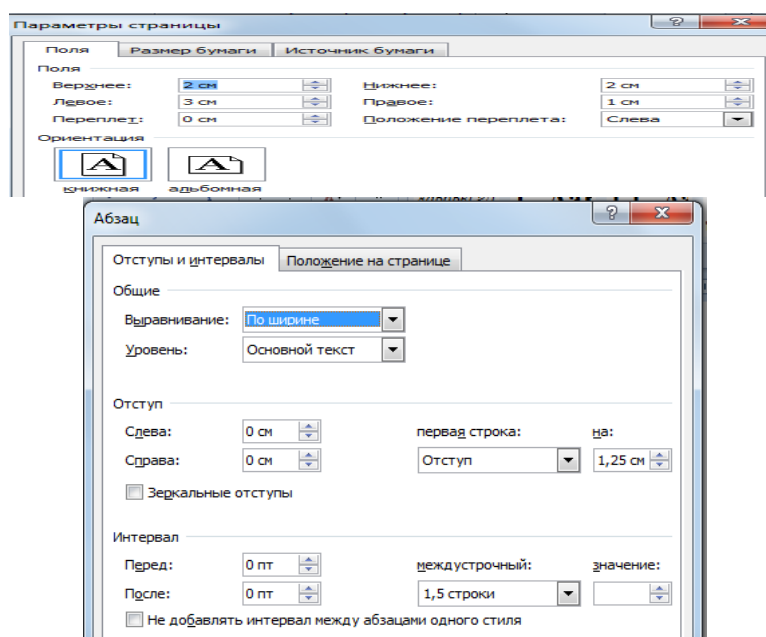 Параметры страницы
Поля Размер бумаги Источник бумаги
Поля
Верхнее: 2 см Нижнее: 2 см
Левое: 3 см Правое: 1 см
Переплет: 0 см Положение переплета: Слева
Ориентация
книжная альбомная
Абзац
Отступы и интервалы Положение на странице
Общие
Выравнивание: По ширине
Уровень: Основной текст
Отступ
Слева: 0 см первая строка: на:
Справа: 0 см Отступ 1,25 см
Зеркальные отступы
Интервал
Перед: 0 пт междустрочный: значение:
После: 0 пт 1,5 строки
Не добавлять интервал между абзацами одного стиля